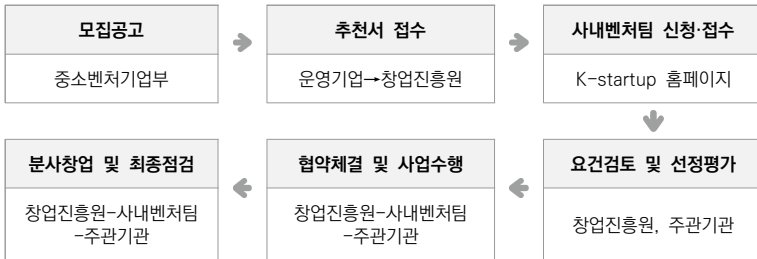 모집공고
중소벤처기업부
추천서 접수
운영기업→창업진흥원
사내벤처팀 신청·접수
K-startup 홈페이지
요건검토 및 선정평가
창업진흥원, 주관기관
협약체결 및 사업수행
창업진흥원-사내벤처팀
-주관기관
분사창업 및 최종점검
창업진흥원-사내벤처팀
-주관기관